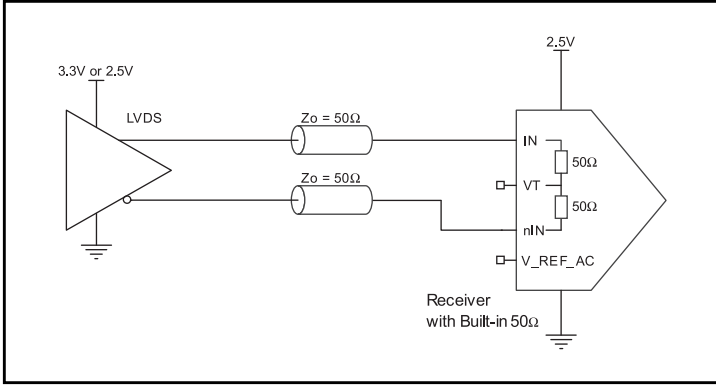 2.5V
3.3V or 2.5V
LVDS
Zo = 50Ω
IN
50Ω
Zo = 50Ω
VT
50Ω
nIN
V_REF_AC
Receiver
with Built-in 50Ω